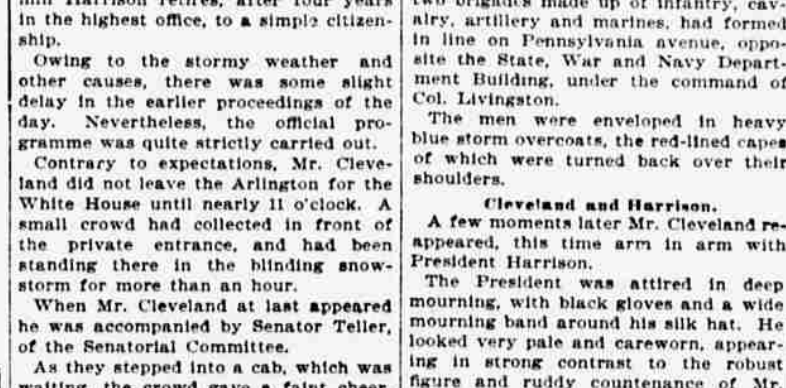 min Harrison retires, after four years
in the highest office, to a simple citizen-
ship.
Owing to the stormy weather and
other causes, there was some slight
delay in the earlier proceedings of the
day. Nevertheless, the official pro-
gramme was quite strictly carried out.
Contrary to expectations, Mr. Cleve-
land did not leave the Arlington for the
White House until nearly 11 o'clock. A
small crowd had collected in front of
the private entrance, and had been
standing there in the blinding snow-
storm for more than an hour.
When Mr. Cleveland at last appeared
he was accompanied by Senator Teller,
of the Senatorial Committee.
As they stepped into a cab, which was
waiting, the crowd gave a faint cheer.
two brigades made up of infantry, cav-
alry, artillery and marines, had formed
in line on Pennsylvania avenue, oppo-
site the State, War and Navy Depart-
ment Building, under the command of
Col. Livingston.
The men were enveloped in heavy
blue storm overcoats, the red-lined capes
of which were turned back over their
shoulders.
Cleveland and Harrison.
A few moments later Mr. Cleveland re-
appeared, this time arm in arm with
President Harrison.
The President was attired in deep
mourning, with black gloves and a wide
mourning band around his silk hat. He
looked very pale and careworn, appear-
ing in strong contrast to the robust
figure and ruddy countenance of Mr.